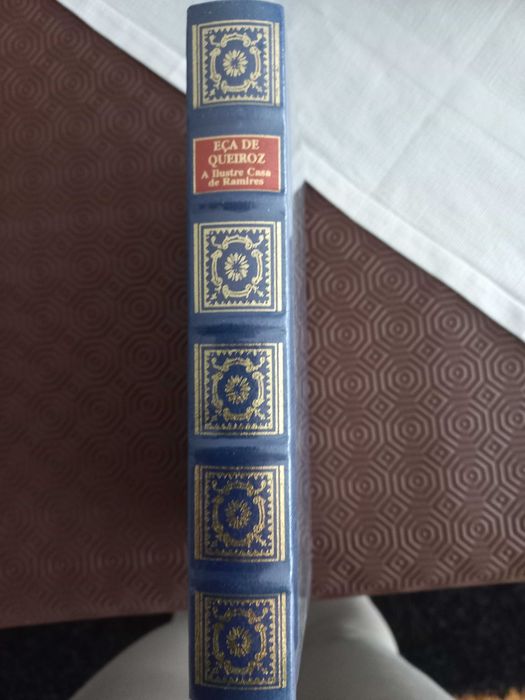 EÇA DE
QUEIROZ
A Ilustre Casa
de Ramires